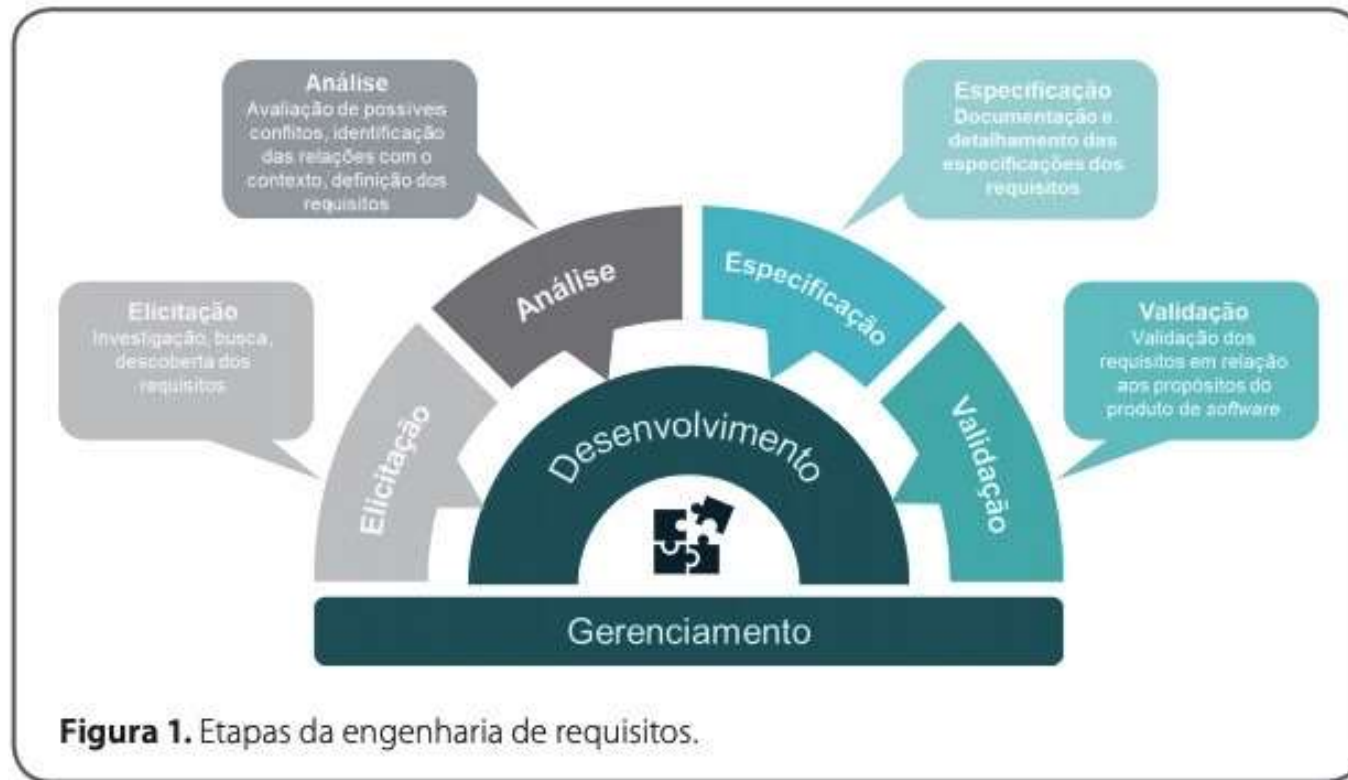 Análise
Avaliação de possíveis
conflitos, identificação
das relações com o
contexto, definição dos
requisitos
Especificação
Documentação e
detalhamento das
especificações dos
requisitos
Elicitação
Investigação, busca,
descoberta dos
requisitos
Validação
Validação dos
requisitos em relação
aos propósitos do
produto de software
Elicitação
Análise
Especificação
Validação
Desenvolvimento
Gerenciamento
Figura 1. Etapas da engenharia de requisitos.